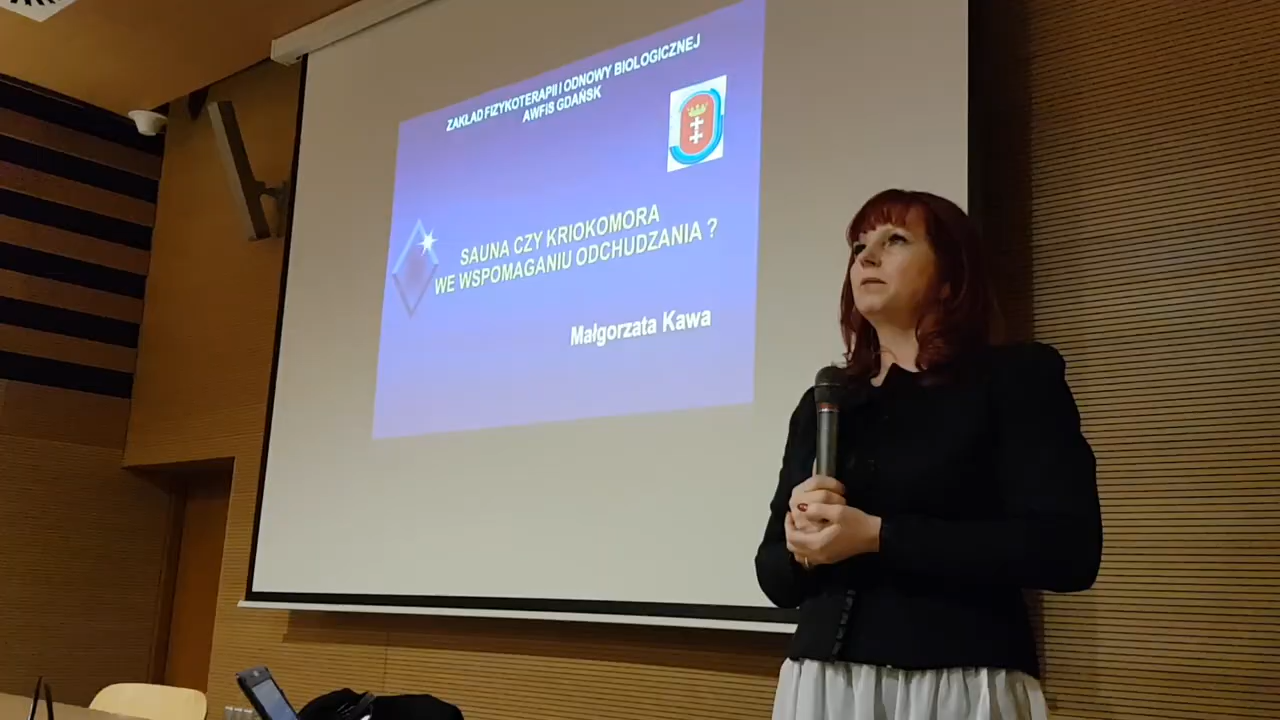 ZAKŁAD FIZYKOTERAPII I ODNOWY BIOLOGICZNEJ
AWFIS GDAŃSK
SAUNA CZY KRIOKOMORA
WE WSPOMAGANIU ODCHUDZANIA ?
Małgorzata Kawa